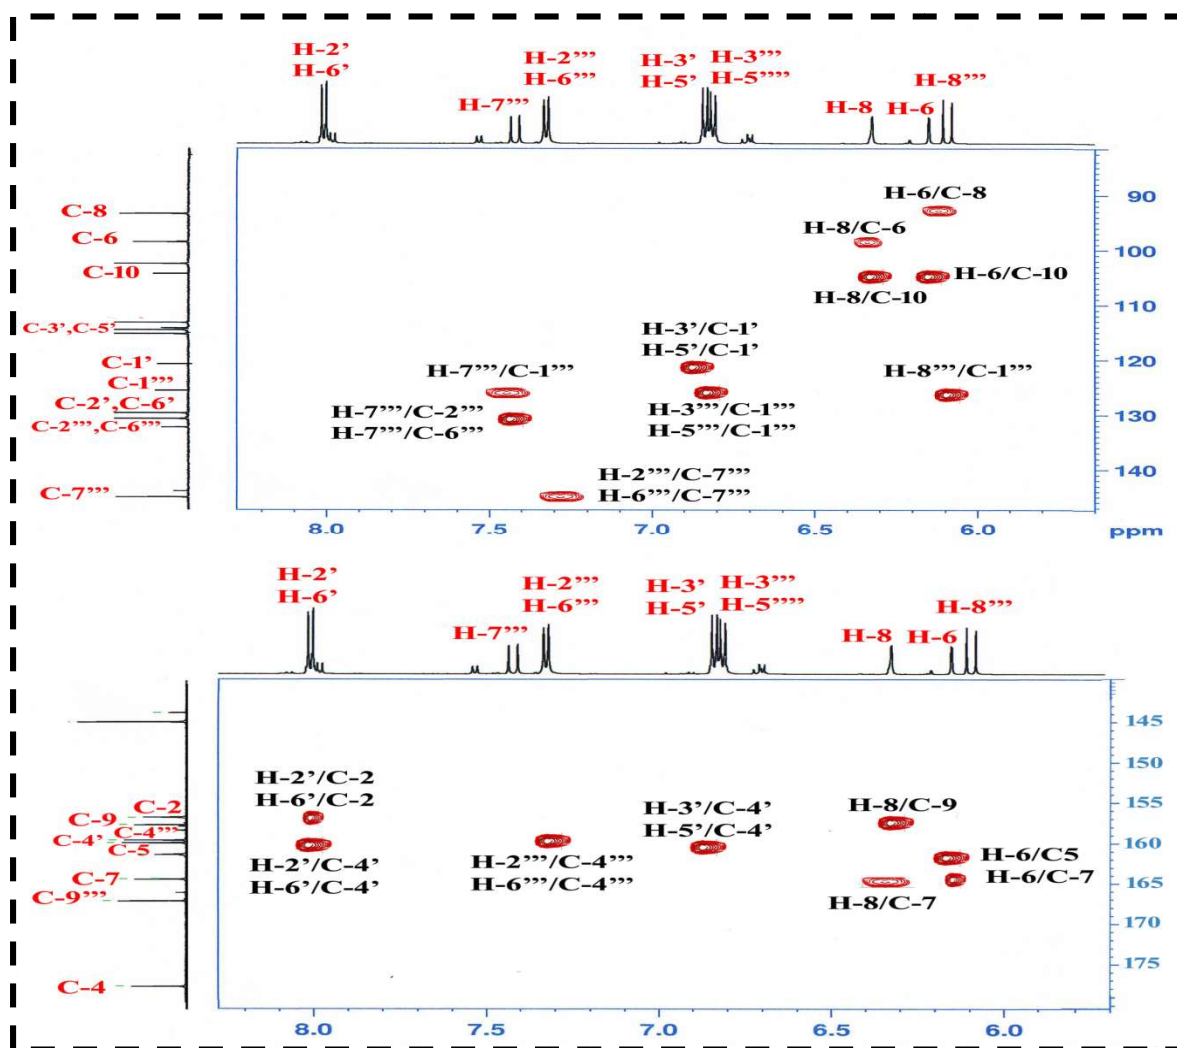 H-2’
H-6’
H-7’’’
H-2’’’
H-6’’’
H-3’
H-5’
H-3’’’
H-5’’’’
H-8
H-6
H-8’’’
C-8
C-6
C-10
C-3’,C-5’
C-1’
C-1’’’
C-2’,C-6’
C-2’’’,C-6’’’
C-7’’’
H-6/C-8
H-8/C-6
H-6/C-10
H-8/C-10
H-3’/C-1’
H-5’/C-1’
H-7’’’/C-1’’’
H-8’’’/C-1’’’
H-7’’’/C-2’’’
H-7’’’/C-6’’’
H-3’’’/C-1’’’
H-5’’’/C-1’’’
H-2’’’/C-7’’’
H-6’’’/C-7’’’
90
100
110
120
130
140
8.0
7.5
7.0
6.5
6.0
ppm
H-2’
H-6’
H-7’’’
H-2’’’
H-6’’’
H-3’
H-5’
H-3’’’
H-5’’’’
H-8
H-6
H-8’’’
C-2
C-9
C-4’’’
C-4’
C-5
C-7
C-9’’’
C-4
H-2’/C-2
H-6’/C-2
H-3’/C-4’
H-5’/C-4’
H-8/C-9
H-2’/C-4’
H-6’/C-4’
H-2’’’/C-4’’’
H-6’’’/C-4’’’
H-6/C5
H-6/C-7
H-8/C-7
145
150
155
160
165
170
175
8.0
7.5
7.0
6.5
6.0